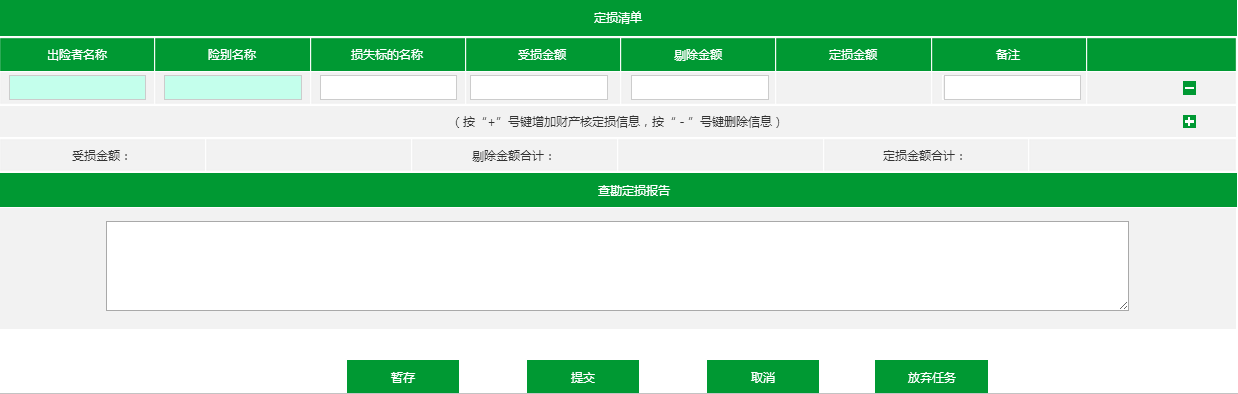 定损清单
出险者名称 险别名称 损失标的名称 受损金额 剔除金额 定损金额 备注
（按“+”号键增加财产核定损信息，按“-”号键删除信息）
受损金额： 剔除金额合计： 定损金额合计：
查勘定损报告
暂存 提交 取消 放弃任务